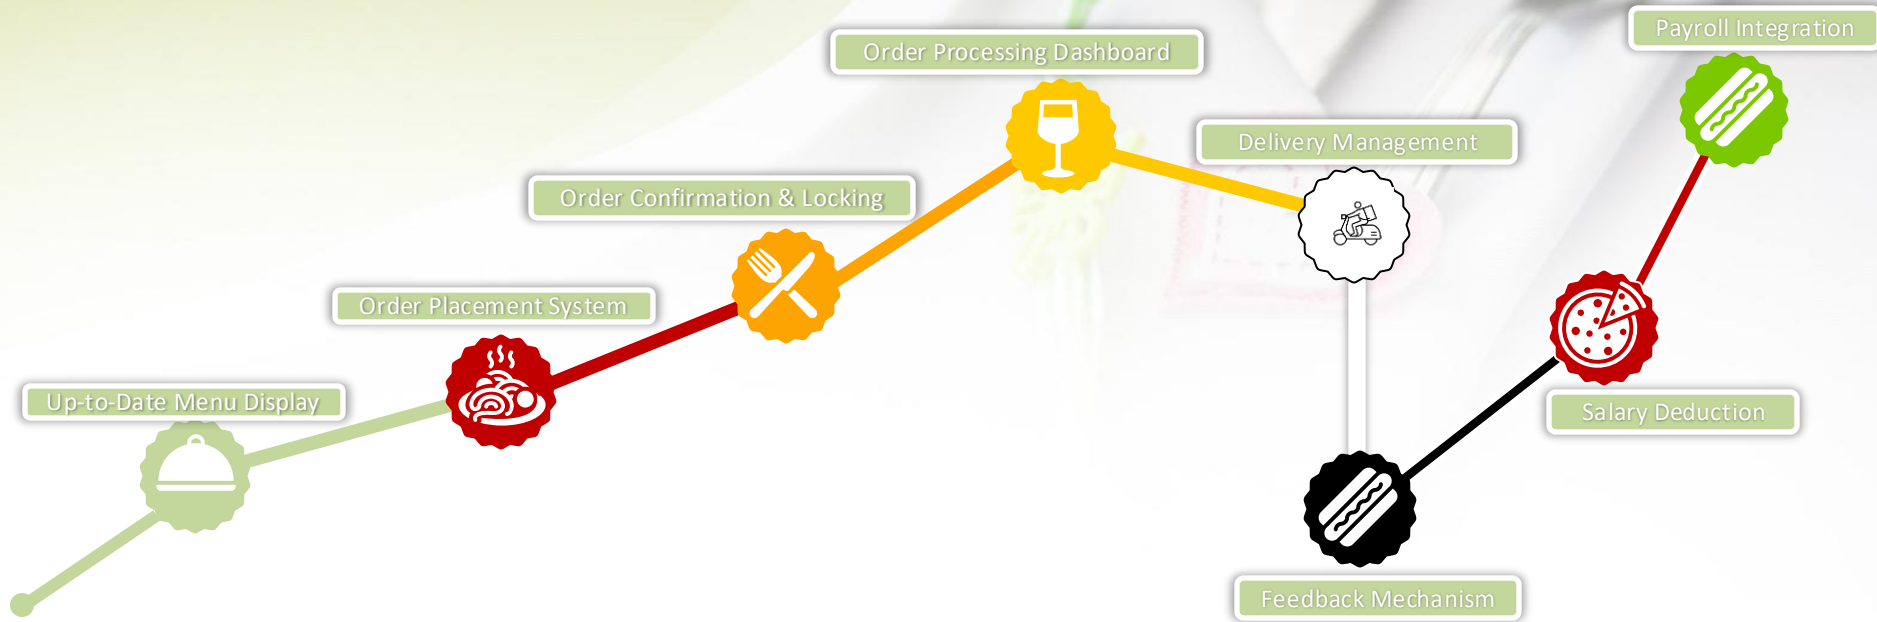 Up-to-Date Menu Display
Order Placement System
Order Confirmation & Locking
Order Processing Dashboard
Delivery Management
Feedback Mechanism
Salary Deduction
Payroll Integration